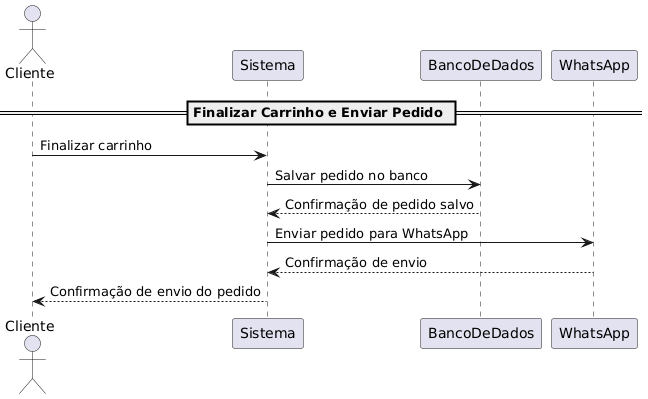 Cliente
Sistema
BancoDeDados
WhatsApp
Finalizar Carrinho e Enviar Pedido
Finalizar carrinho
Salvar pedido no banco
Confirmação de pedido salvo
Enviar pedido para WhatsApp
Confirmação de envio
Confirmação de envio do pedido
Cliente
Sistema
BancoDeDados
WhatsApp